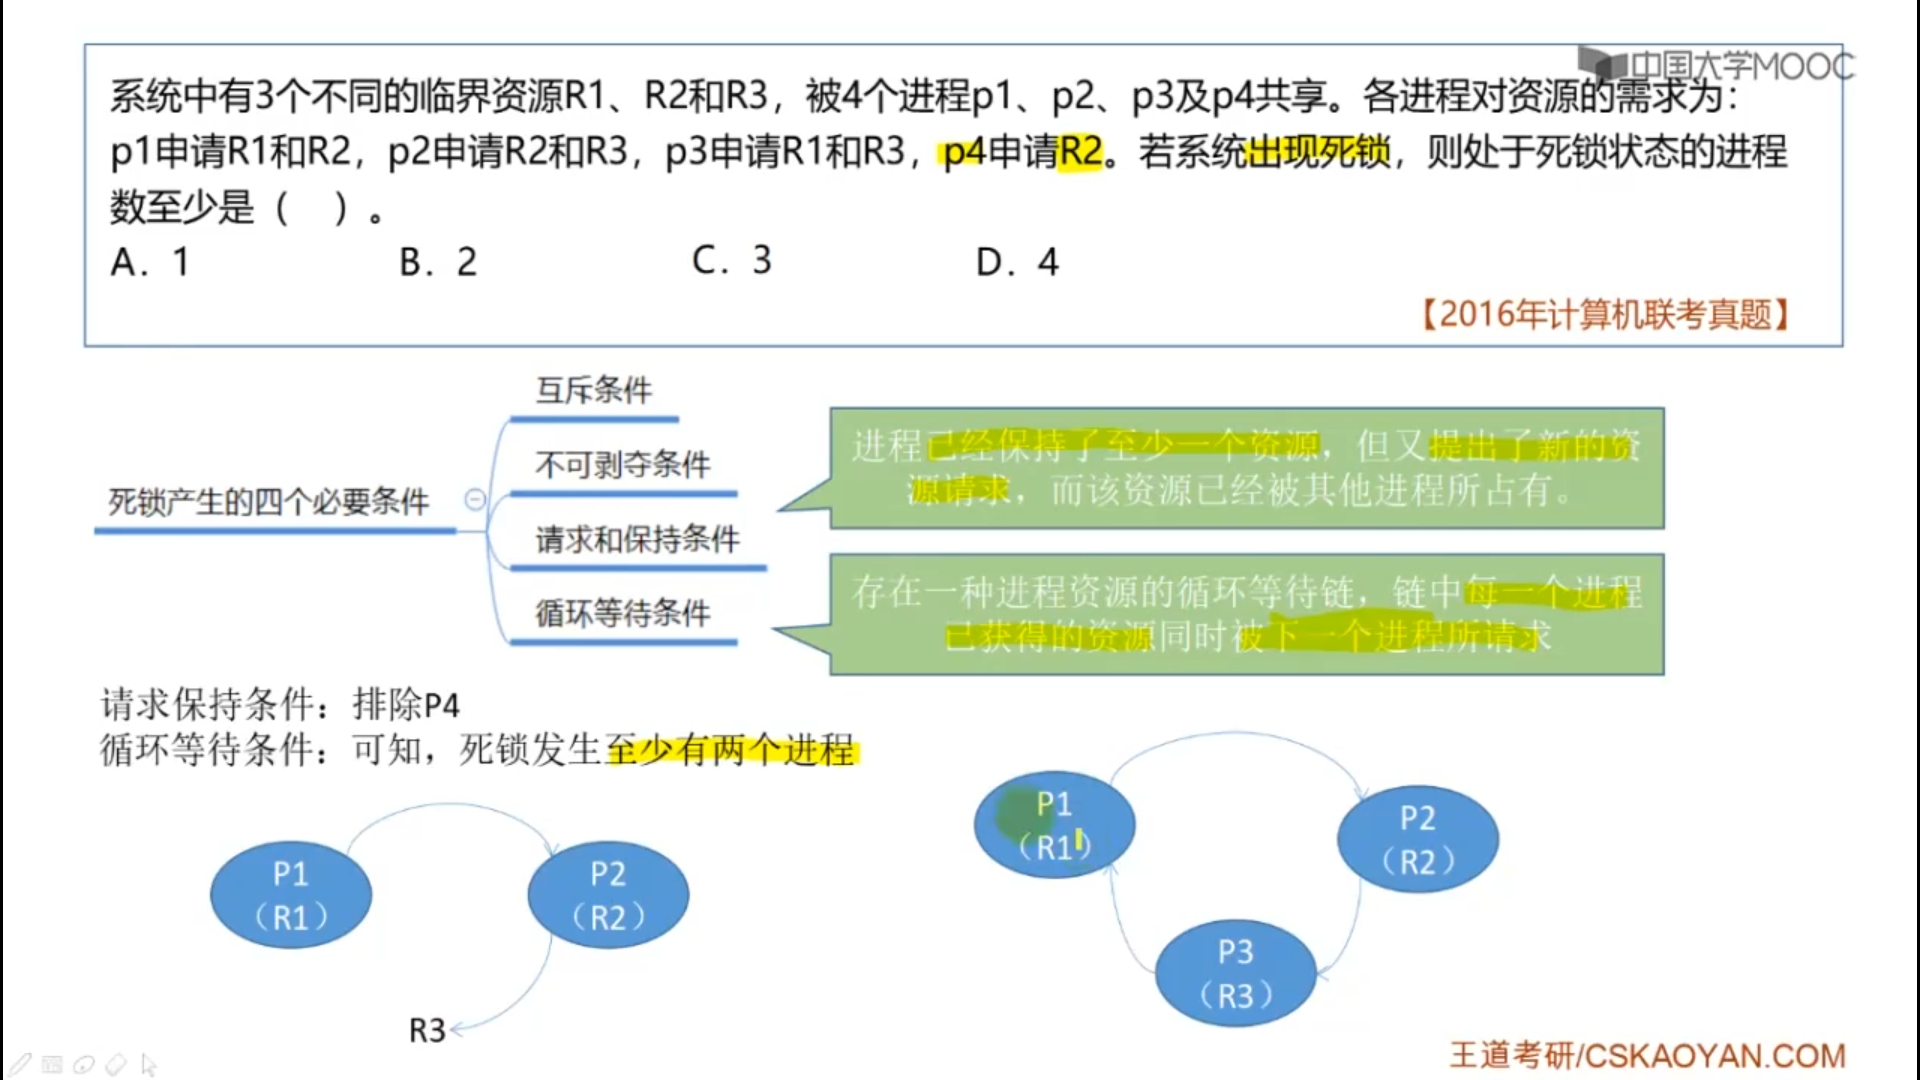 中国大学MOOC
系统中有3个不同的临界资源R1、R2和R3，被4个进程p1、p2、p3及p4共享。各进程对资源的需求为：
p1申请R1和R2，p2申请R2和R3，p3申请R1和R3，p4申请R2。若系统出现死锁，则处于死锁状态的进程
数至少是（　）。
A. 1　B. 2　C. 3　D. 4
【2016年计算机联考真题】
死锁产生的四个必要条件
互斥条件
不可剥夺条件
请求和保持条件
循环等待条件
进程已经保持了至少一个资源，但又提出了新的资
源请求，而该资源已经被其他进程所占有。
存在一种进程资源的循环等待链，链中每一个进程
已获得的资源同时被下一个进程所请求
请求保持条件：排除P4
循环等待条件：可知，死锁发生至少有两个进程
P1
（R1）
P2
（R2）
R3
P1
（R1）
P2
（R2）
P3
（R3）
王道考研/CSKAOYAN.COM